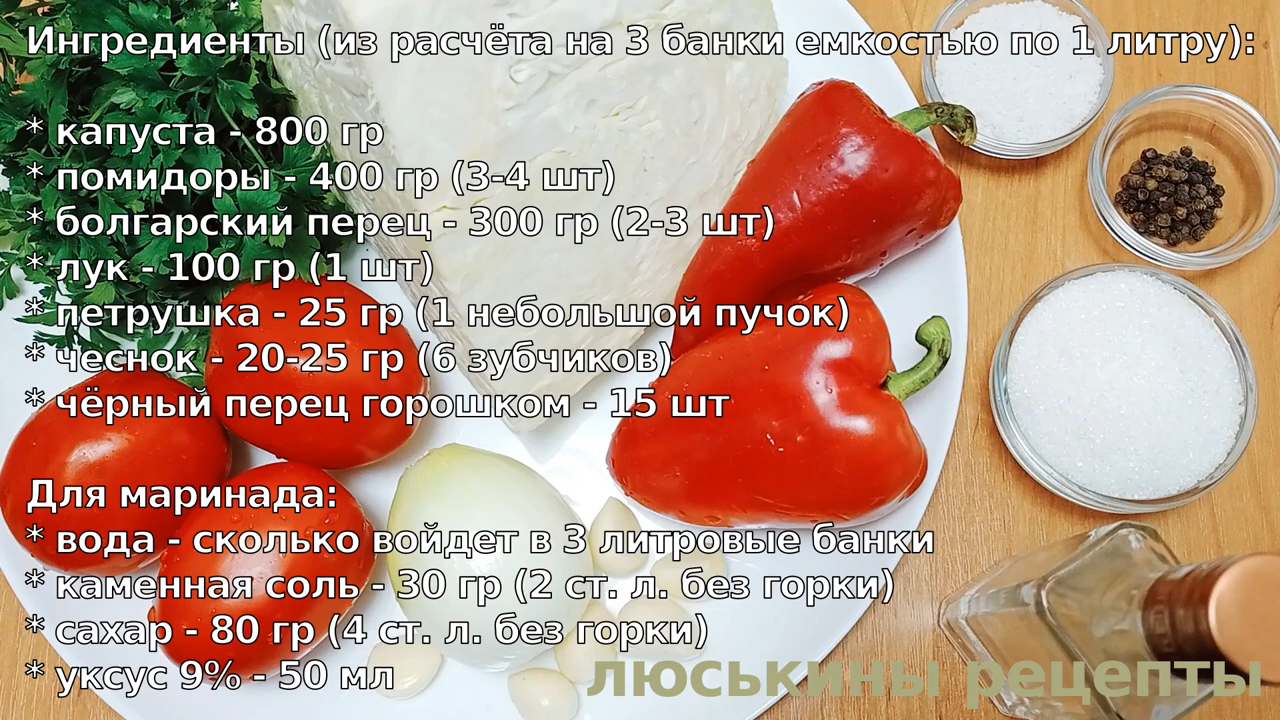 Ингредиенты (из расчёта на 3 банки емкостью по 1 литру):
* капуста - 800 гр
* помидоры - 400 гр (3-4 шт)
* болгарский перец - 300 гр (2-3 шт)
* лук - 100 гр (1 шт)
* петрушка - 25 гр (1 небольшой пучок)
* чеснок - 20-25 гр (6 зубчиков)
* чёрный перец горошком - 15 шт
Для маринада:
* вода - сколько войдет в 3 литровые банки
* каменная соль - 30 гр (2 ст. л. без горки)
* сахар - 80 гр (4 ст. л. без горки)
* уксус 9% - 50 мл
люськины рецепты